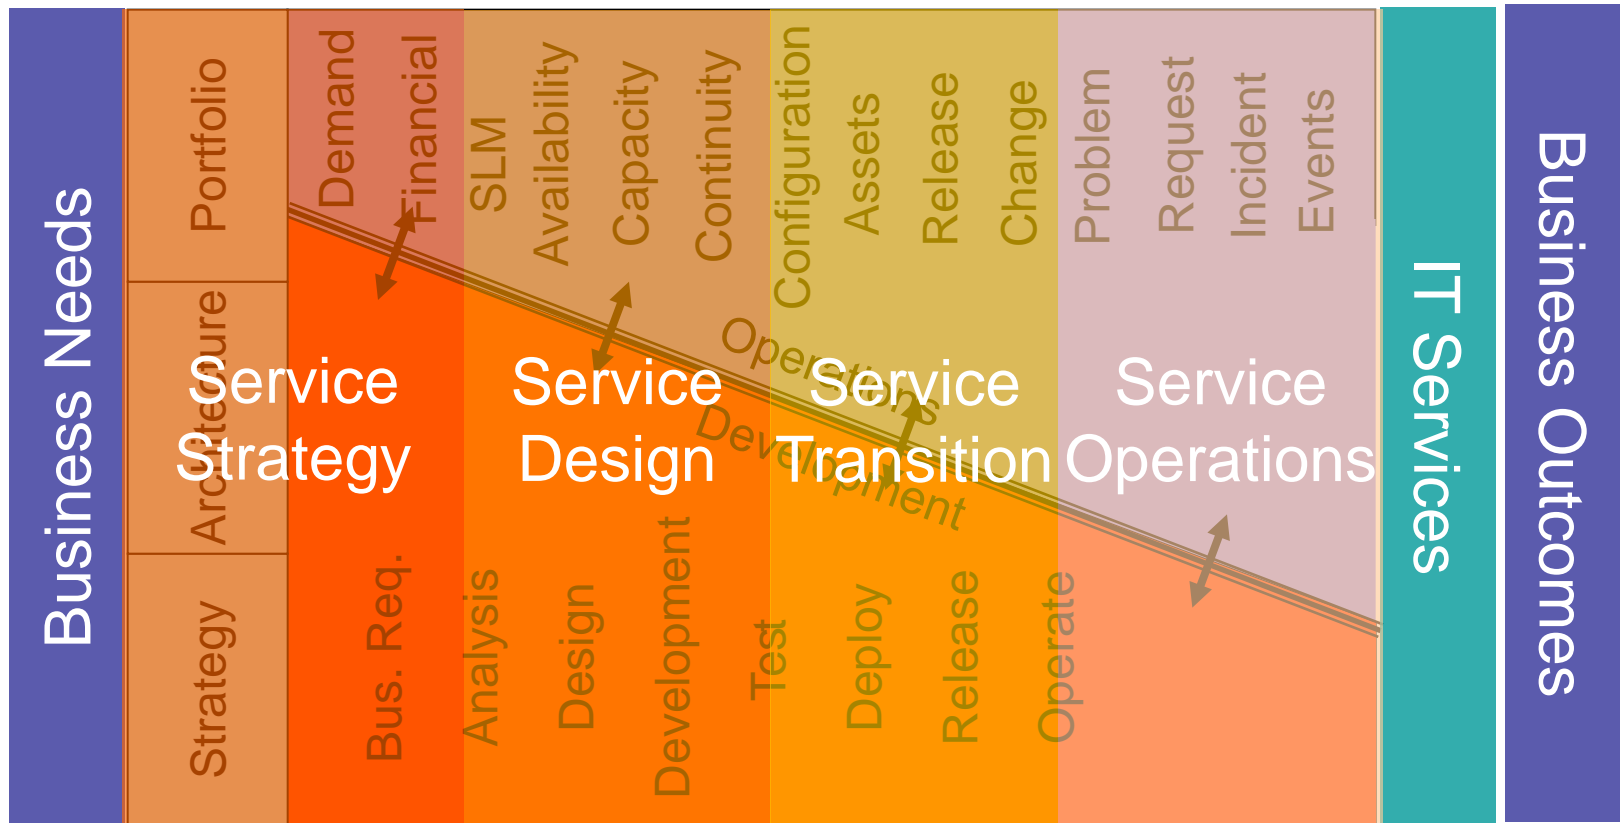 Business Needs
Portfolio
Architecture
Strategy
Demand
Financial
SLM
Availability
Capacity
Continuity
Configuration
Assets
Release
Change
Problem
Request
Incident
Events
Operations
Development
Service
Strategy
Service
Design
Service
Transition
Service
Operations
Bus. Req.
Analysis
Design
Development
Test
Deploy
Release
Operate
IT Services
Business Outcomes